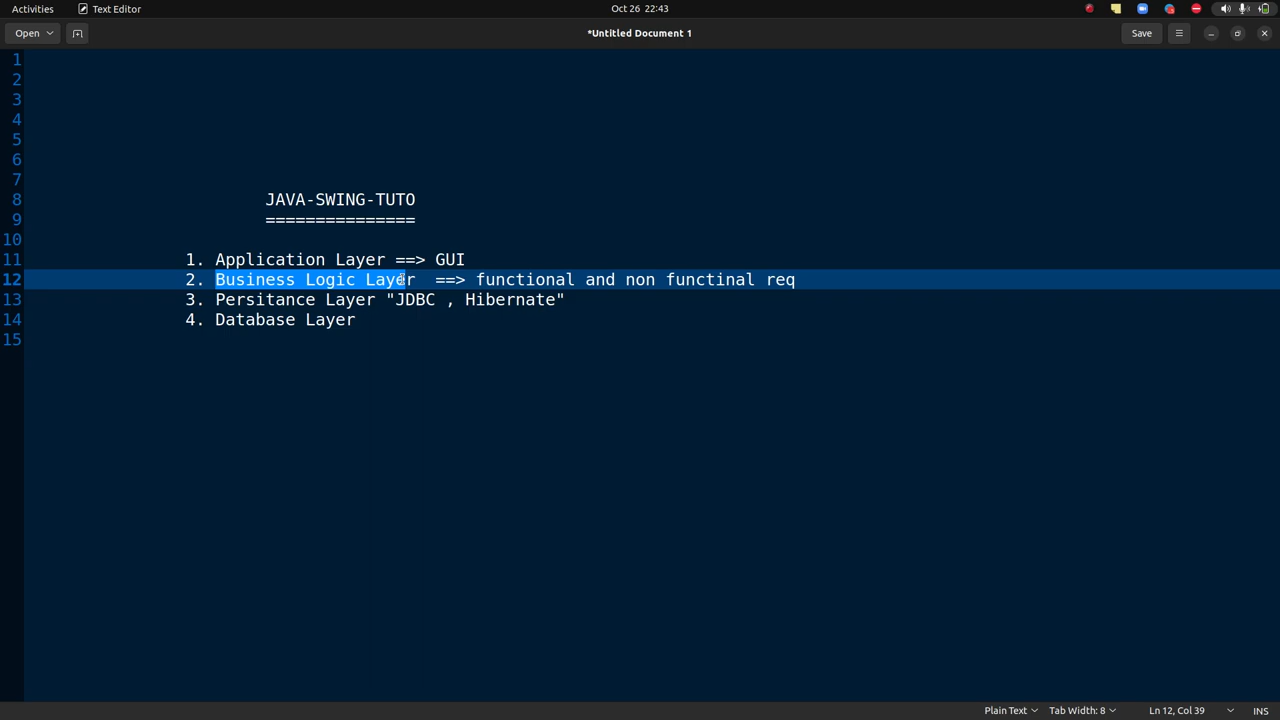 Activities
Text Editor
Oct 26 22:43
Open
*Untitled Document 1
Save
1
2
3
4
5
6
7
8 JAVA-SWING-TUTO
9 ===============
10
11 1. Application Layer ==> GUI
12 2. Business Logic Layer ==> functional and non functinal req
13 3. Persitance Layer "JDBC , Hibernate"
14 4. Database Layer
15
Plain Text
Tab Width: 8
Ln 12, Col 39
INS